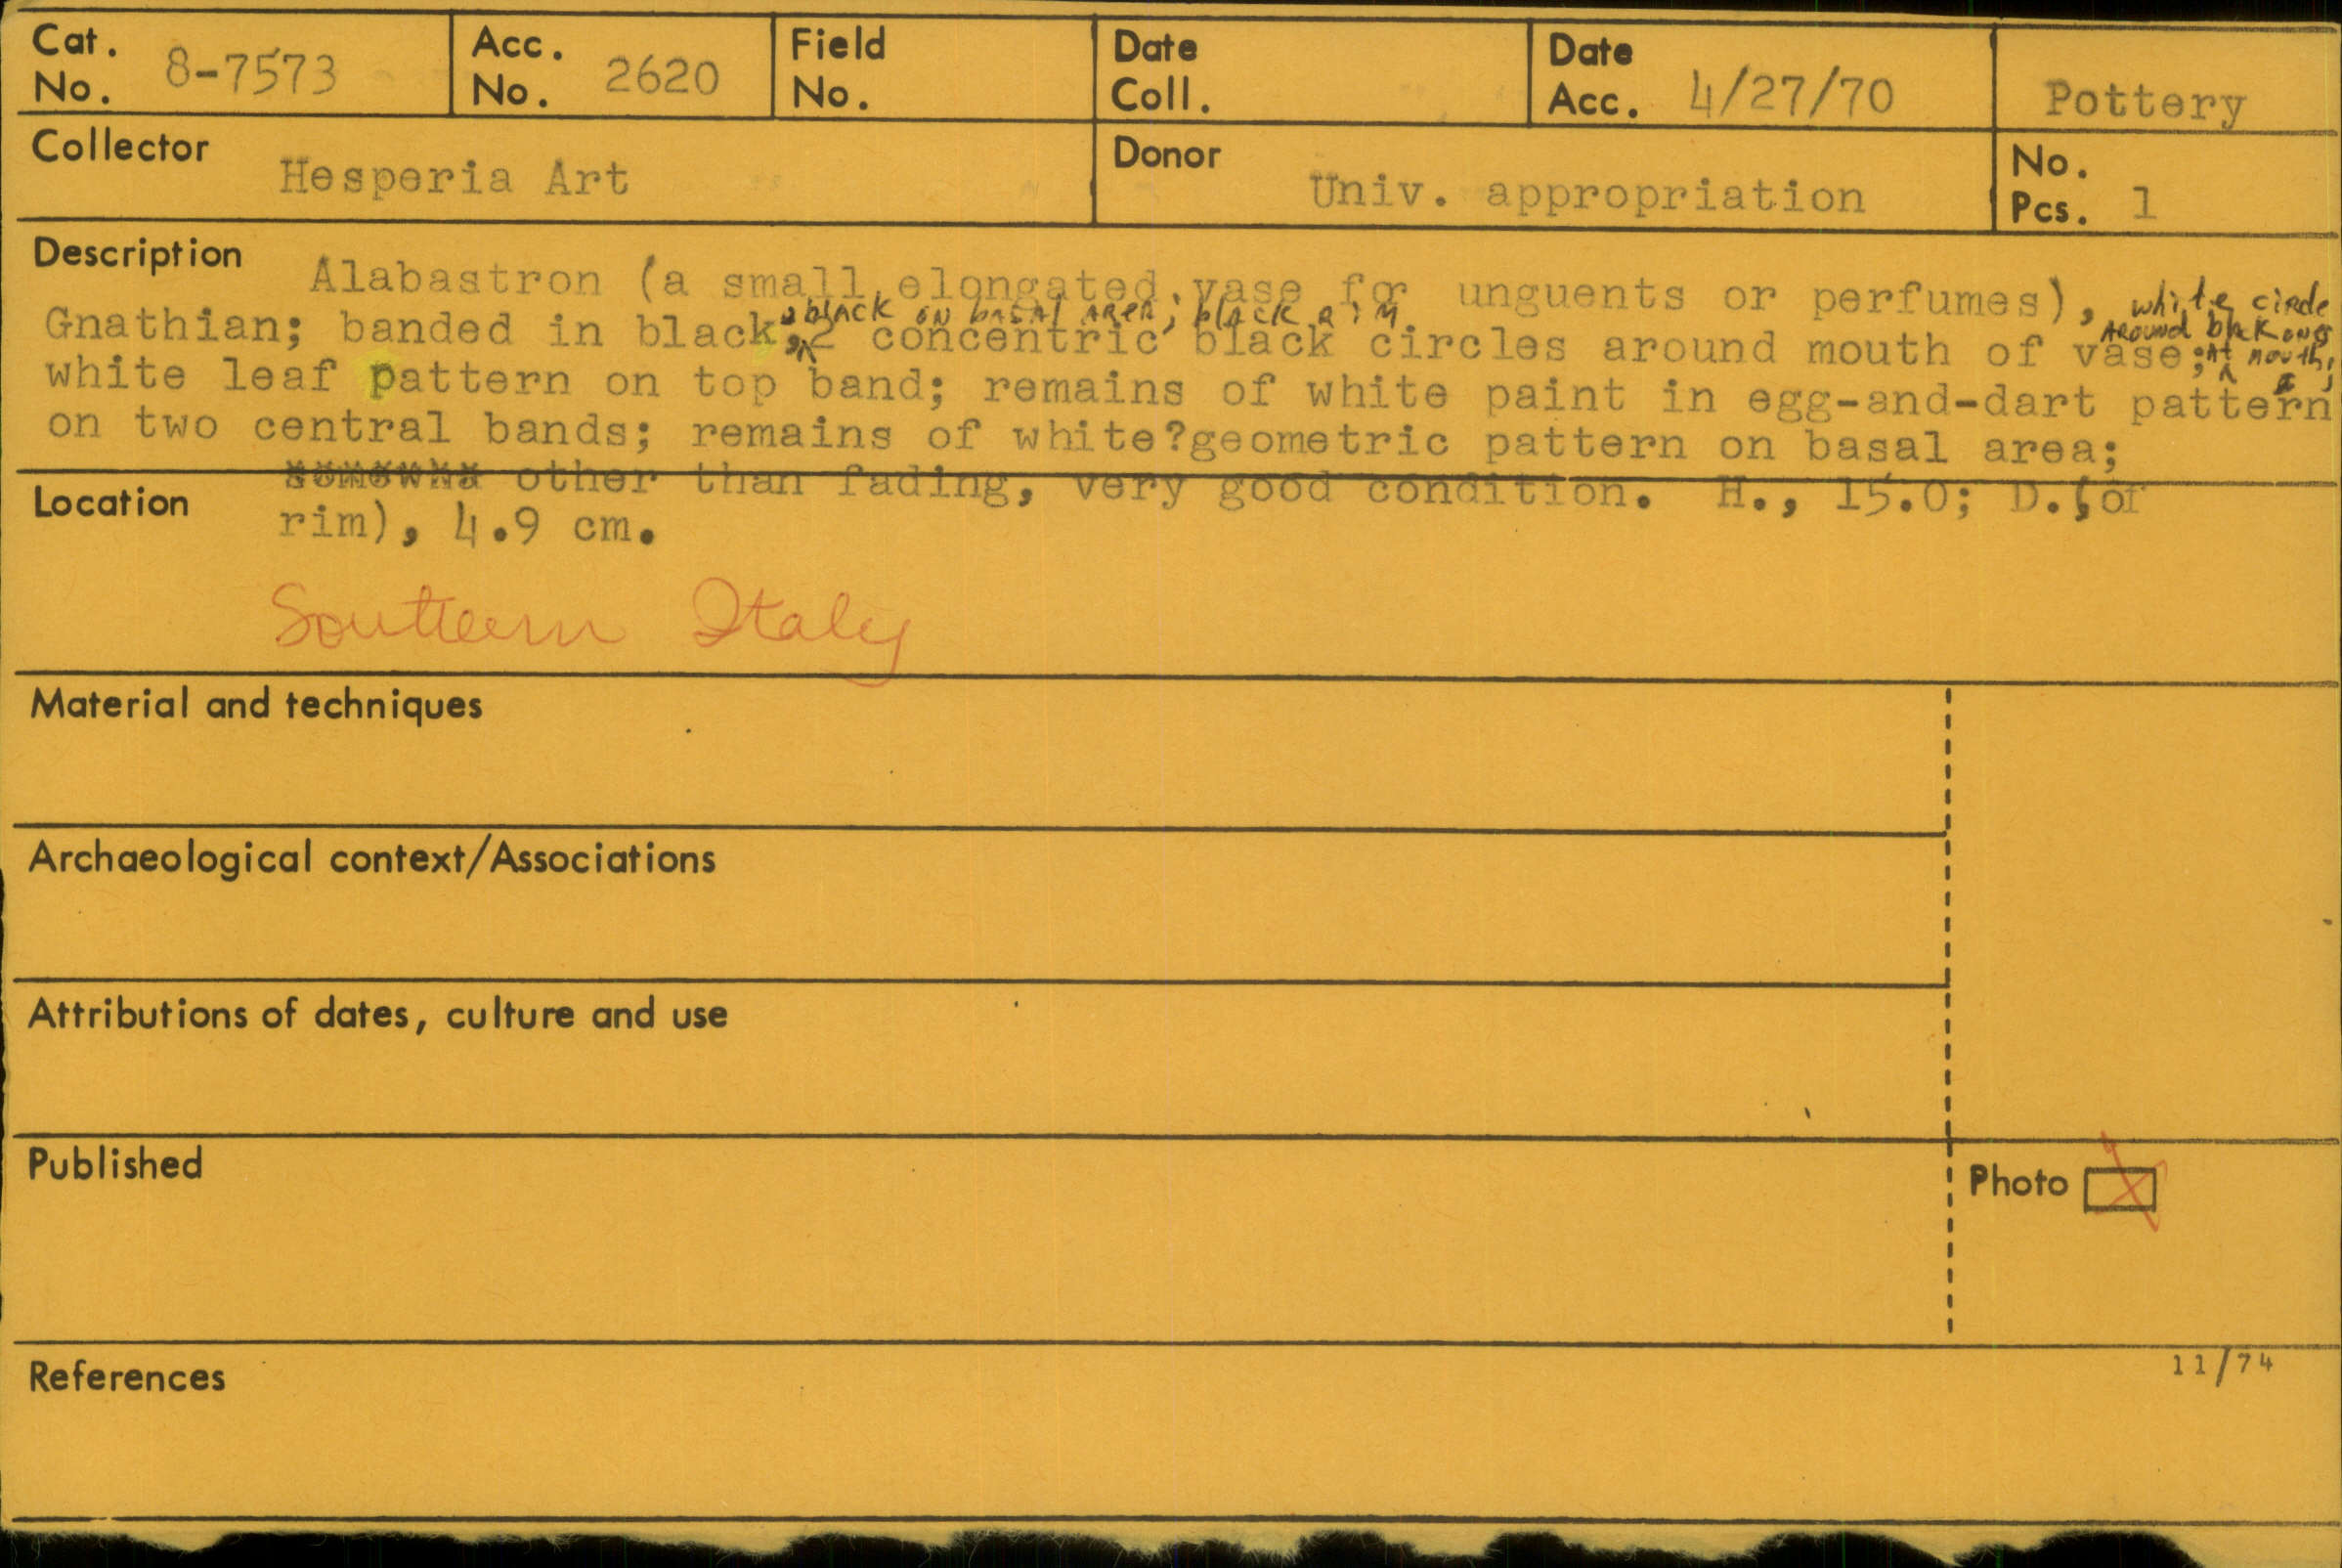 Cat. No. 8-7573
Acc. No. 2620
Field No.
Date Coll.
Date Acc. 4/27/70
Pottery
Collector Hesperia Art
Donor Univ. appropriation
No. Pcs. 1
Description Alabastron (a small elongated vase for unguents or perfumes), white circle
, black on basal area; black rim around black ones
Gnathian; banded in black, 2 concentric black circles around mouth of vase; at mouth;
white leaf pattern on top band; remains of white paint in egg-and-dart pattern
on two central bands; remains of white?geometric pattern on basal area;
other than fading, very good condition. H., 15.0; D.(of
Location rim), 4.9 cm.
Southern Italy
Material and techniques
Archaeological context/Associations
Attributions of dates, culture and use
Published
Photo
11/74
References